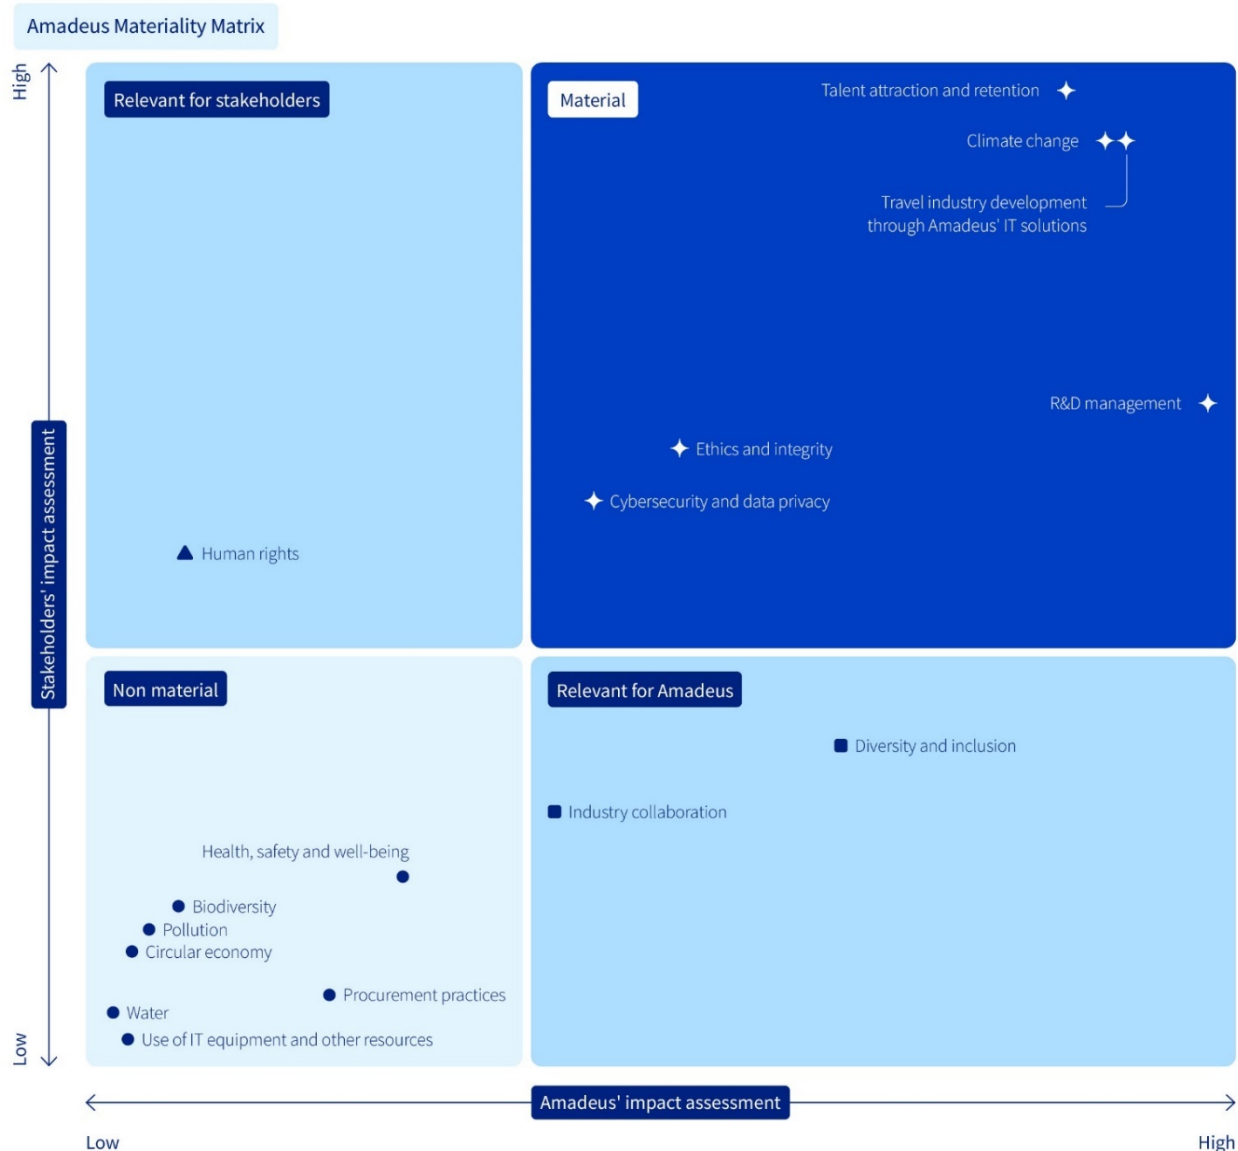 Amadeus Materiality Matrix
High
Relevant for stakeholders
Material
Talent attraction and retention
Climate change
Travel industry development
through Amadeus' IT solutions
R&D management
Ethics and integrity
Cybersecurity and data privacy
Human rights
Stakeholders' impact assessment
Non material
Relevant for Amadeus
Diversity and inclusion
Industry collaboration
Health, safety and well-being
Biodiversity
Pollution
Circular economy
Procurement practices
Water
Use of IT equipment and other resources
Low
Amadeus' impact assessment
Low
High